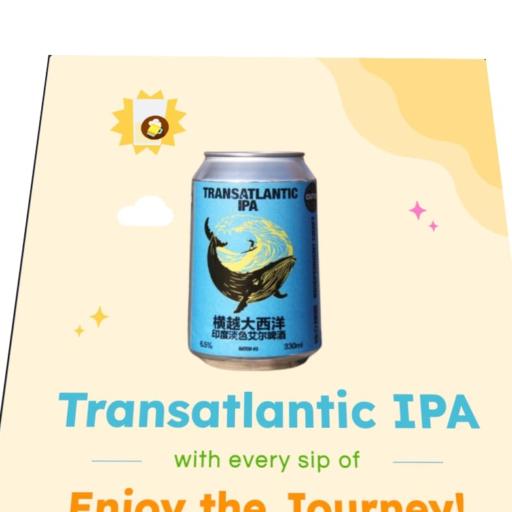 TRANSATLANTIC
IPA
横越大西洋
印度淡色艾尔啤酒
6.5%
330ml
Transatlantic IPA
with every sip of
Enjoy the Journey!